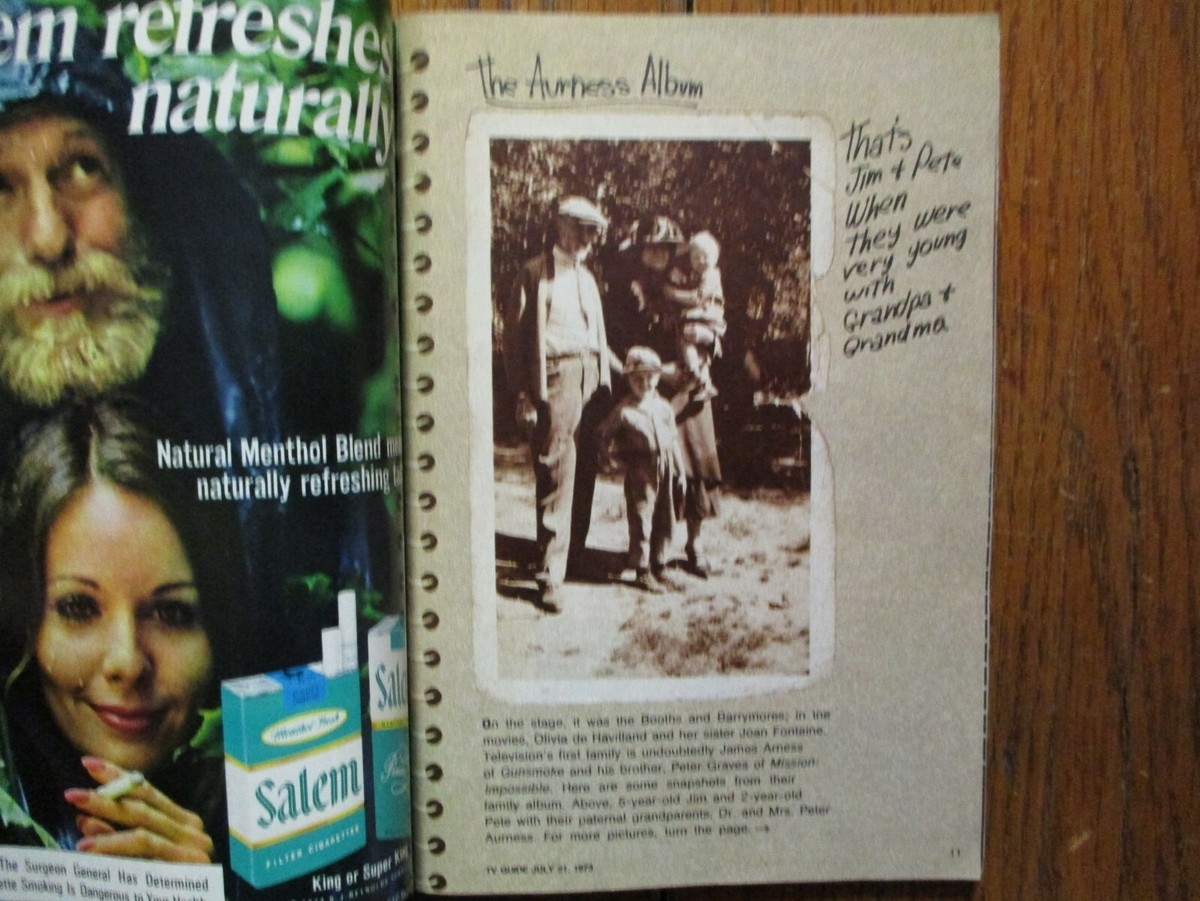 em refreshes
naturally
Natural Menthol Blend
naturally refreshing
Salem
FILTER CIGARETTES
King or Super King
The Surgeon General Has Determined
ette Smoking Is Dangerous to Your Health
The Aurness Album
That's
Jim + Pete
When
they were
very young
with
Grandpa +
Grandma
On the stage, it was the Booths and Barrymores; in the
movies, Olivia de Havilland and her sister Joan Fontaine.
Television's first family is undoubtedly James Arness
of Gunsmoke and his brother, Peter Graves of Mission:
Impossible. Here are some snapshots from their
family album. Above, 5-year-old Jim and 2-year-old
Pete with their paternal grandparents, Dr. and Mrs. Peter
Aurness. For more pictures, turn the page. →
TV GUIDE JULY 21, 1973
11